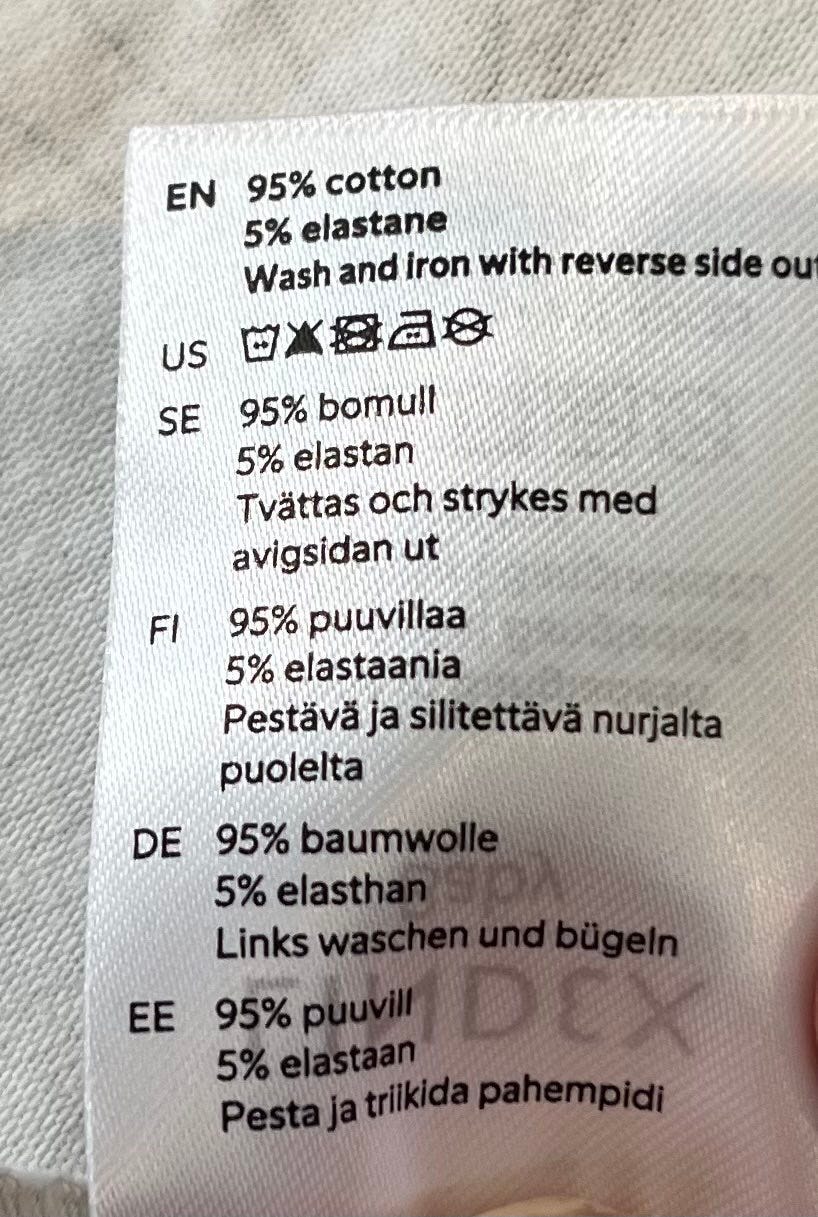 EN 95% cotton
5% elastane
Wash and iron with reverse side out
US
SE 95% bomull
5% elastan
Tvättas och strykes med
avigsidan ut
FI 95% puuvillaa
5% elastaania
Pestävä ja silitettävä nurjalta
puolelta
DE 95% baumwolle
5% elasthan
Links waschen und bügeln
EE 95% puuvill
5% elastaan
Pesta ja triikida pahempidi